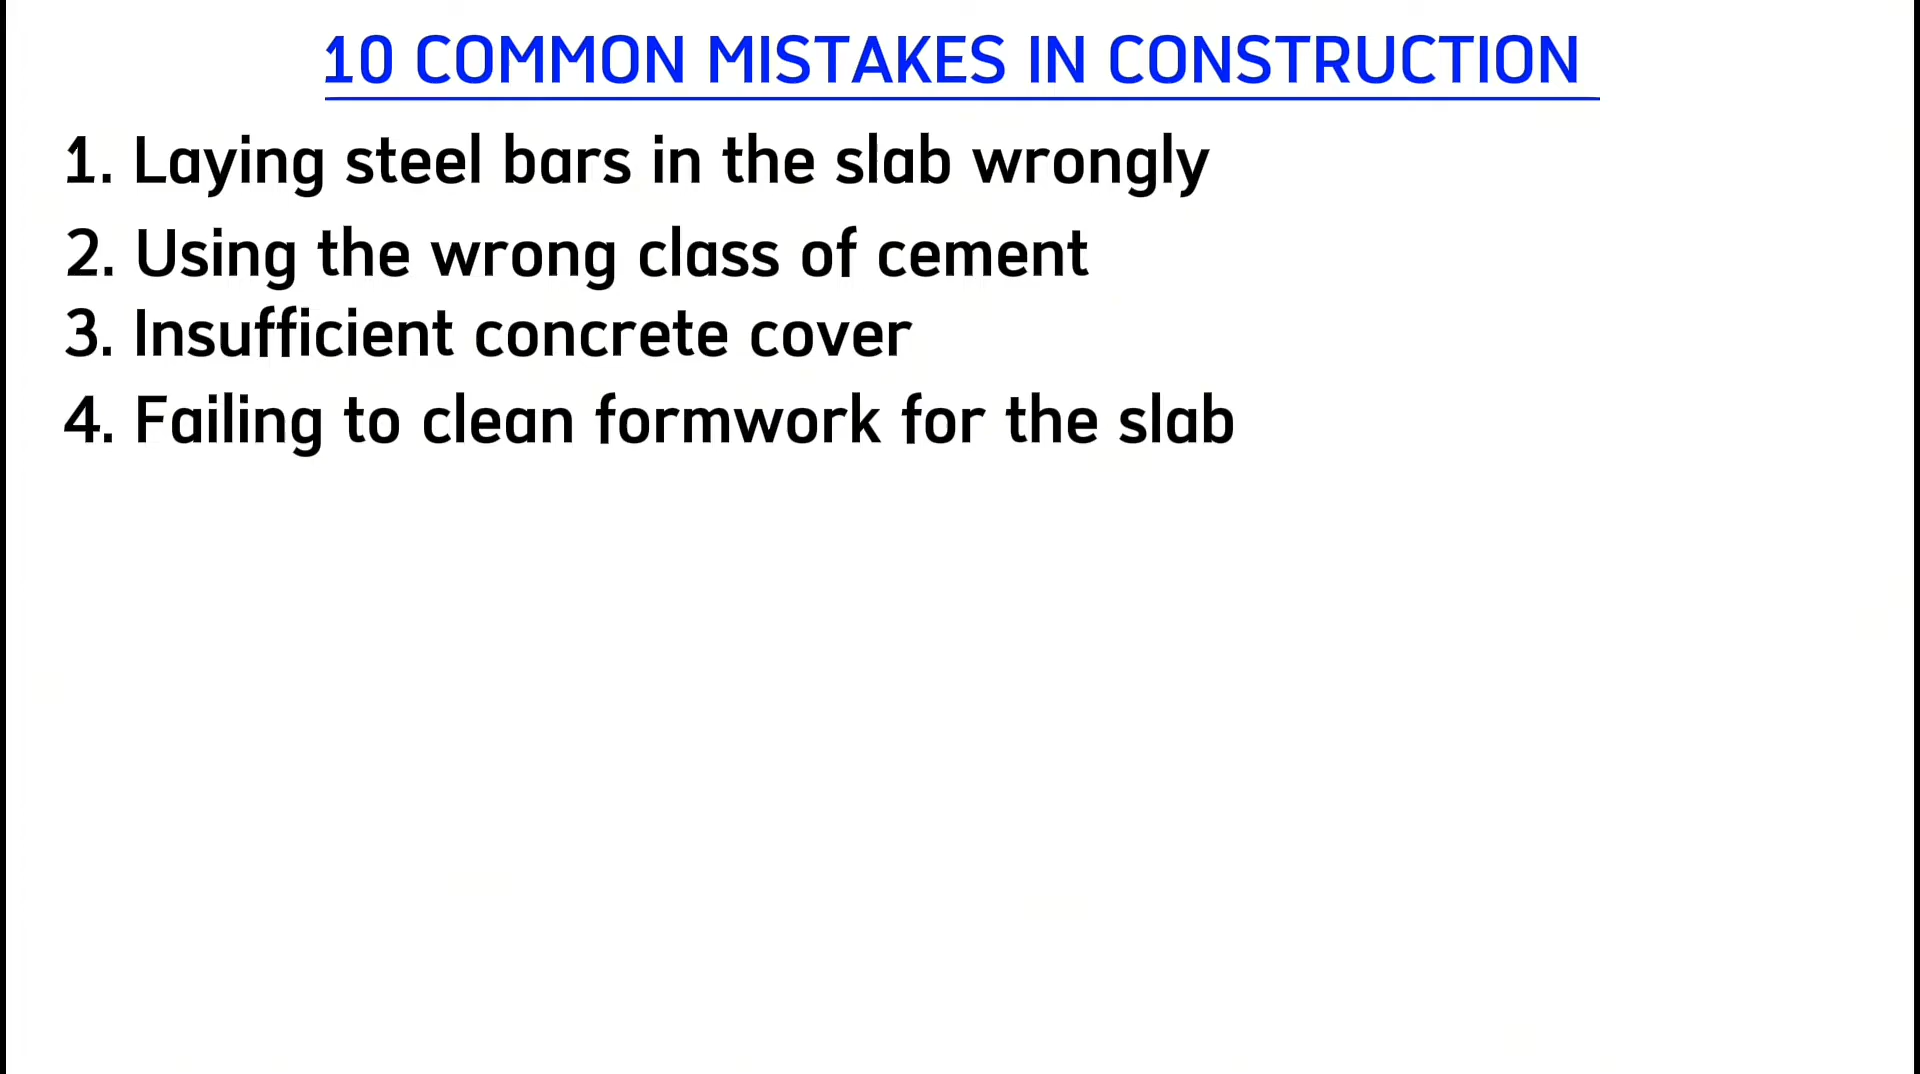 10 COMMON MISTAKES IN CONSTRUCTION
1. Laying steel bars in the slab wrongly
2. Using the wrong class of cement
3. Insufficient concrete cover
4. Failing to clean formwork for the slab